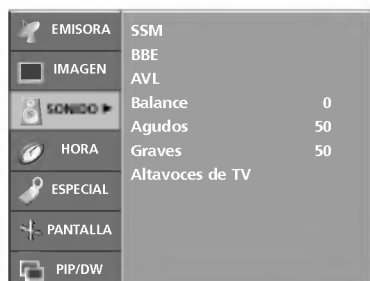 EMISORA
IMAGEN
SONIDO ►
HORA
ESPECIAL
PANTALLA
PIP/DW
SSM
BBE
AVL
Balance 0
Agudos 50
Graves 50
Altavoces de TV